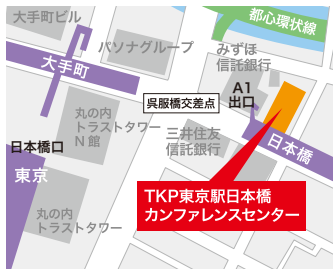 大手町ビル
都心環状線
パソナグループ
みずほ
信託銀行
大手町
A1
出口
呉服橋交差点
丸の内
トラストタワー
N館
三井住友
信託銀行
日本橋口
日本橋
東京
TKP東京駅日本橋
カンファレンスセンター
丸の内
トラストタワー